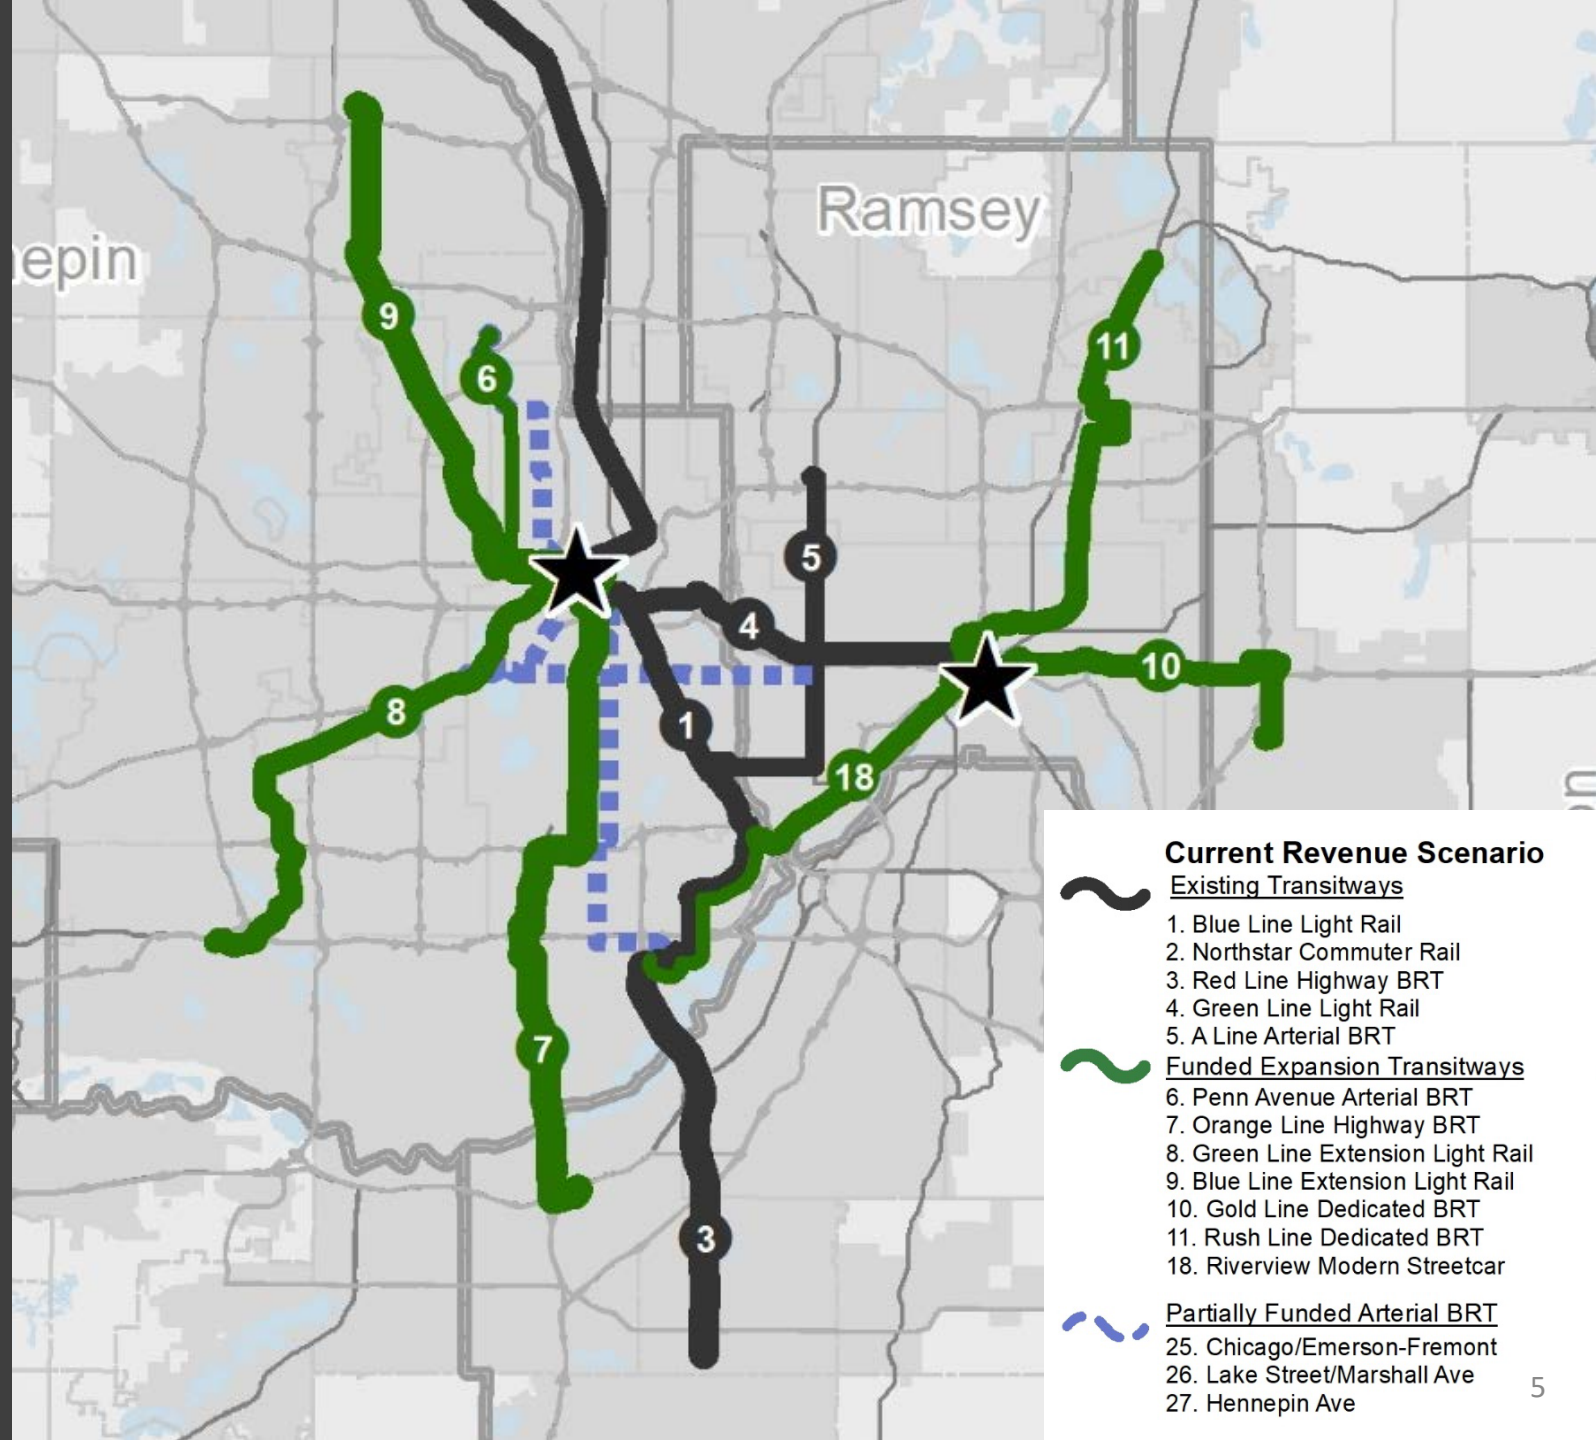 Ramsey
nepin
9
11
6
5
4
10
8
1
18
7
3
en
Current Revenue Scenario
Existing Transitways
1. Blue Line Light Rail
2. Northstar Commuter Rail
3. Red Line Highway BRT
4. Green Line Light Rail
5. A Line Arterial BRT
Funded Expansion Transitways
6. Penn Avenue Arterial BRT
7. Orange Line Highway BRT
8. Green Line Extension Light Rail
9. Blue Line Extension Light Rail
10. Gold Line Dedicated BRT
11. Rush Line Dedicated BRT
18. Riverview Modern Streetcar
Partially Funded Arterial BRT
25. Chicago/Emerson-Fremont
26. Lake Street/Marshall Ave
27. Hennepin Ave
5